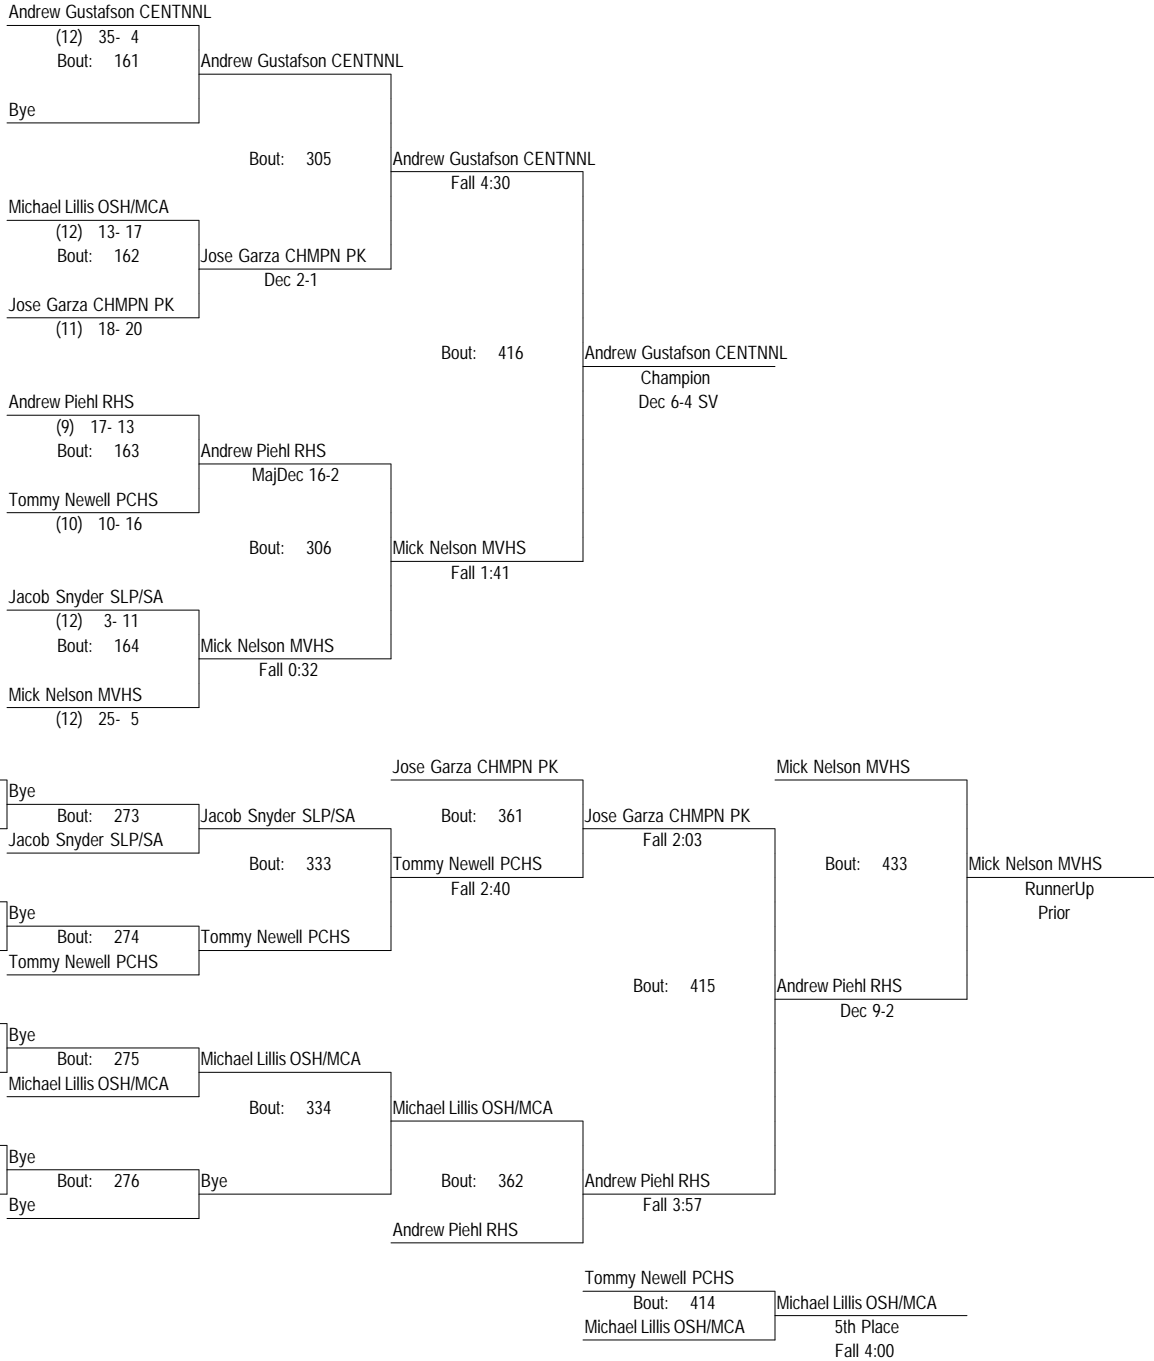 Andrew Gustafson CENTNNL
(12) 35- 4
Bout: 161
Andrew Gustafson CENTNNL
Bye
Bout: 305
Andrew Gustafson CENTNNL
Fall 4:30
Michael Lillis OSH/MCA
(12) 13- 17
Bout: 162
Jose Garza CHMPN PK
Dec 2-1
Jose Garza CHMPN PK
(11) 18- 20
Bout: 416
Andrew Gustafson CENTNNL
Champion
Dec 6-4 SV
Andrew Piehl RHS
(9) 17- 13
Bout: 163
Andrew Piehl RHS
MajDec 16-2
Tommy Newell PCHS
(10) 10- 16
Bout: 306
Mick Nelson MVHS
Fall 1:41
Jacob Snyder SLP/SA
(12) 3- 11
Bout: 164
Mick Nelson MVHS
Fall 0:32
Mick Nelson MVHS
(12) 25- 5
Jose Garza CHMPN PK
Mick Nelson MVHS
Bye
Bout: 273
Jacob Snyder SLP/SA
Bout: 361
Jose Garza CHMPN PK
Jacob Snyder SLP/SA
Fall 2:03
Bout: 333
Tommy Newell PCHS
Fall 2:40
Bout: 433
Mick Nelson MVHS
RunnerUp
Prior
Bye
Bout: 274
Tommy Newell PCHS
Tommy Newell PCHS
Bout: 415
Andrew Piehl RHS
Dec 9-2
Bye
Bout: 275
Michael Lillis OSH/MCA
Michael Lillis OSH/MCA
Bout: 334
Michael Lillis OSH/MCA
Bye
Bout: 276
Bye
Bout: 362
Andrew Piehl RHS
Fall 3:57
Bye
Andrew Piehl RHS
Tommy Newell PCHS
Bout: 414
Michael Lillis OSH/MCA
Michael Lillis OSH/MCA
5th Place
Fall 4:00